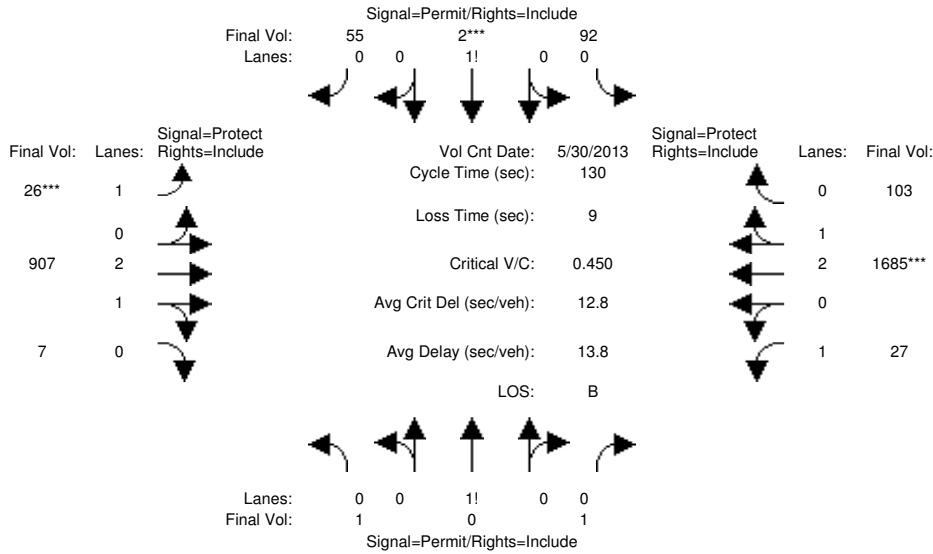 Signal=Permit/Rights=Include
Final Vol: 55 2*** 92
Lanes: 0 0 1! 0 0
Signal=Protect
Final Vol: Lanes: Rights=Include
Vol Cnt Date: 5/30/2013
Signal=Protect
Rights=Include Lanes: Final Vol:
Cycle Time (sec): 130
26*** 1
0 103
Loss Time (sec): 9
0
1
907 2
Critical V/C: 0.450
2 1685***
1
Avg Crit Del (sec/veh): 12.8
0
7 0
Avg Delay (sec/veh): 13.8
1 27
LOS: B
Lanes: 0 0 1! 0 0
Final Vol: 1 0 1
Signal=Permit/Rights=Include